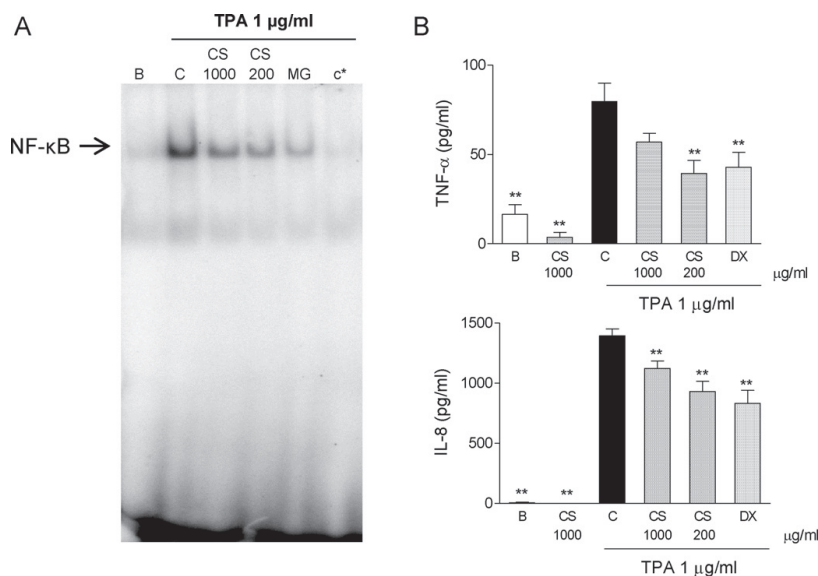 A
TPA 1 µg/ml
B C CS 1000 CS 200 MG c*
NF-κB
B
100
50
0
TNF-α (pg/ml)
** ** ** **
B CS 1000 C CS 1000 CS 200 DX µg/ml
TPA 1 µg/ml
1500
1000
500
0
IL-8 (pg/ml)
** ** ** ** **
B CS 1000 C CS 1000 CS 200 DX µg/ml
TPA 1 µg/ml